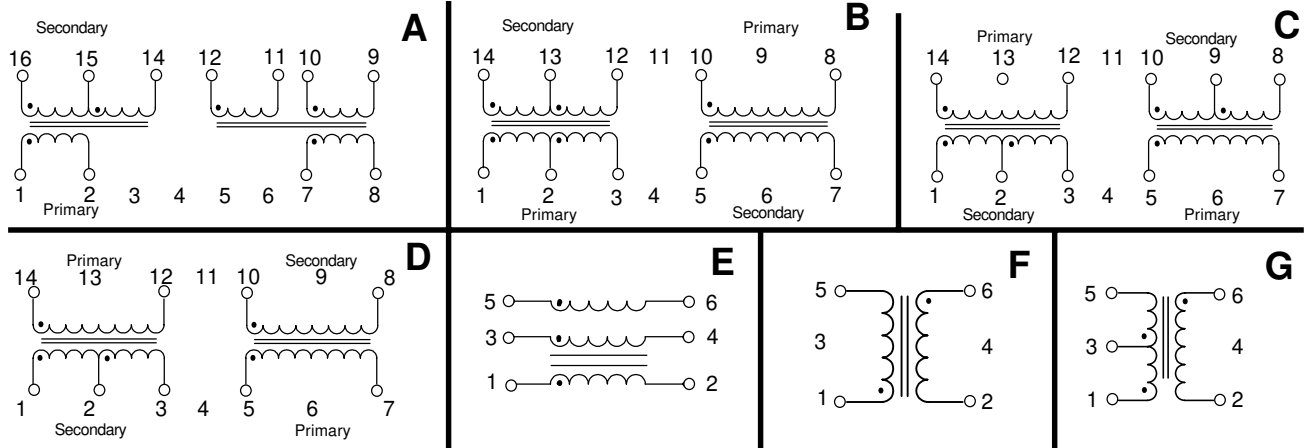 A
Secondary
16 15 14 12 11 10 9
1 2 3 4 5 6 7 8
Primary
B
Secondary Primary
14 13 12 11 10 9 8
1 2 3 4 5 6 7
Primary Secondary
C
Primary Secondary
14 13 12 11 10 9 8
1 2 3 4 5 6 7
Secondary Primary
D
Primary Secondary
14 13 12 11 10 9 8
1 2 3 4 5 6 7
Secondary Primary
E
5 6
3 4
1 2
F
5 6
3 4
1 2
G
5 6
3 4
1 2